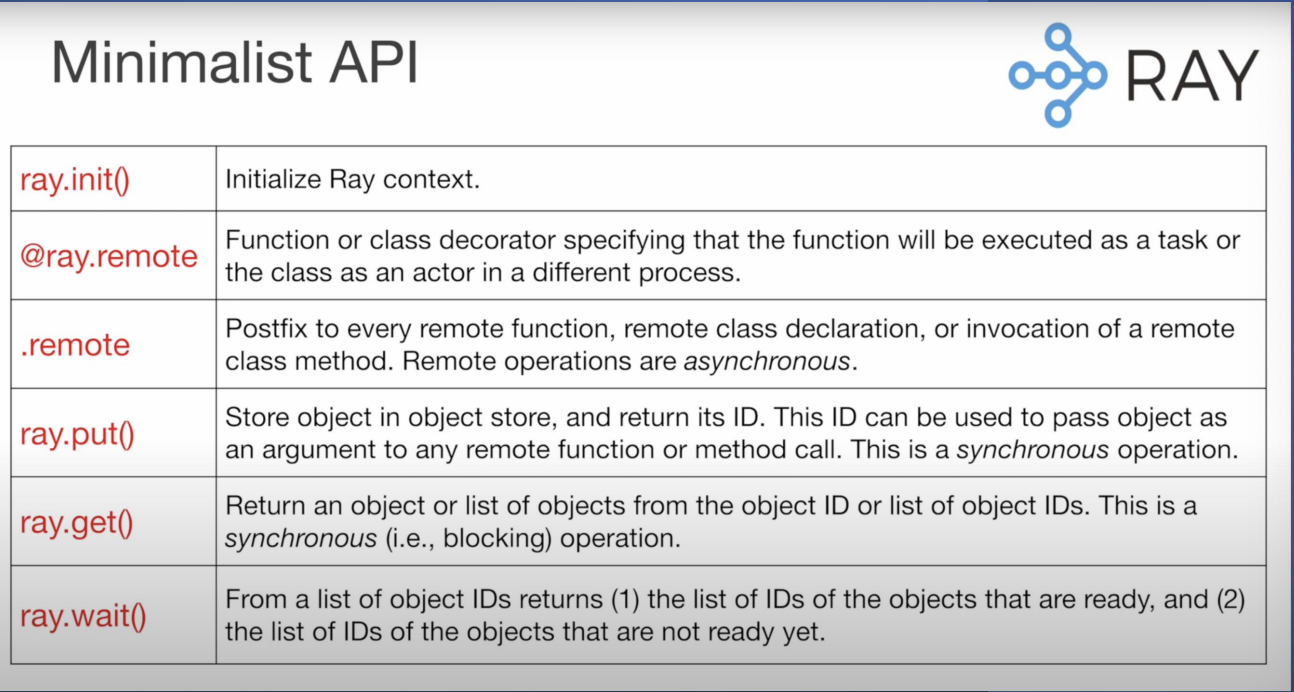 Minimalist API
RAY
ray.init()
Initialize Ray context.
@ray.remote
Function or class decorator specifying that the function will be executed as a task or
the class as an actor in a different process.
.remote
Postfix to every remote function, remote class declaration, or invocation of a remote
class method. Remote operations are asynchronous.
ray.put()
Store object in object store, and return its ID. This ID can be used to pass object as
an argument to any remote function or method call. This is a synchronous operation.
ray.get()
Return an object or list of objects from the object ID or list of object IDs. This is a
synchronous (i.e., blocking) operation.
ray.wait()
From a list of object IDs returns (1) the list of IDs of the objects that are ready, and (2)
the list of IDs of the objects that are not ready yet.